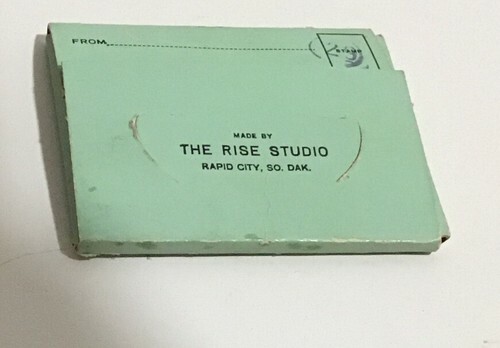 FROM
STAMP
MADE BY
THE RISE STUDIO
RAPID CITY, SO. DAK.